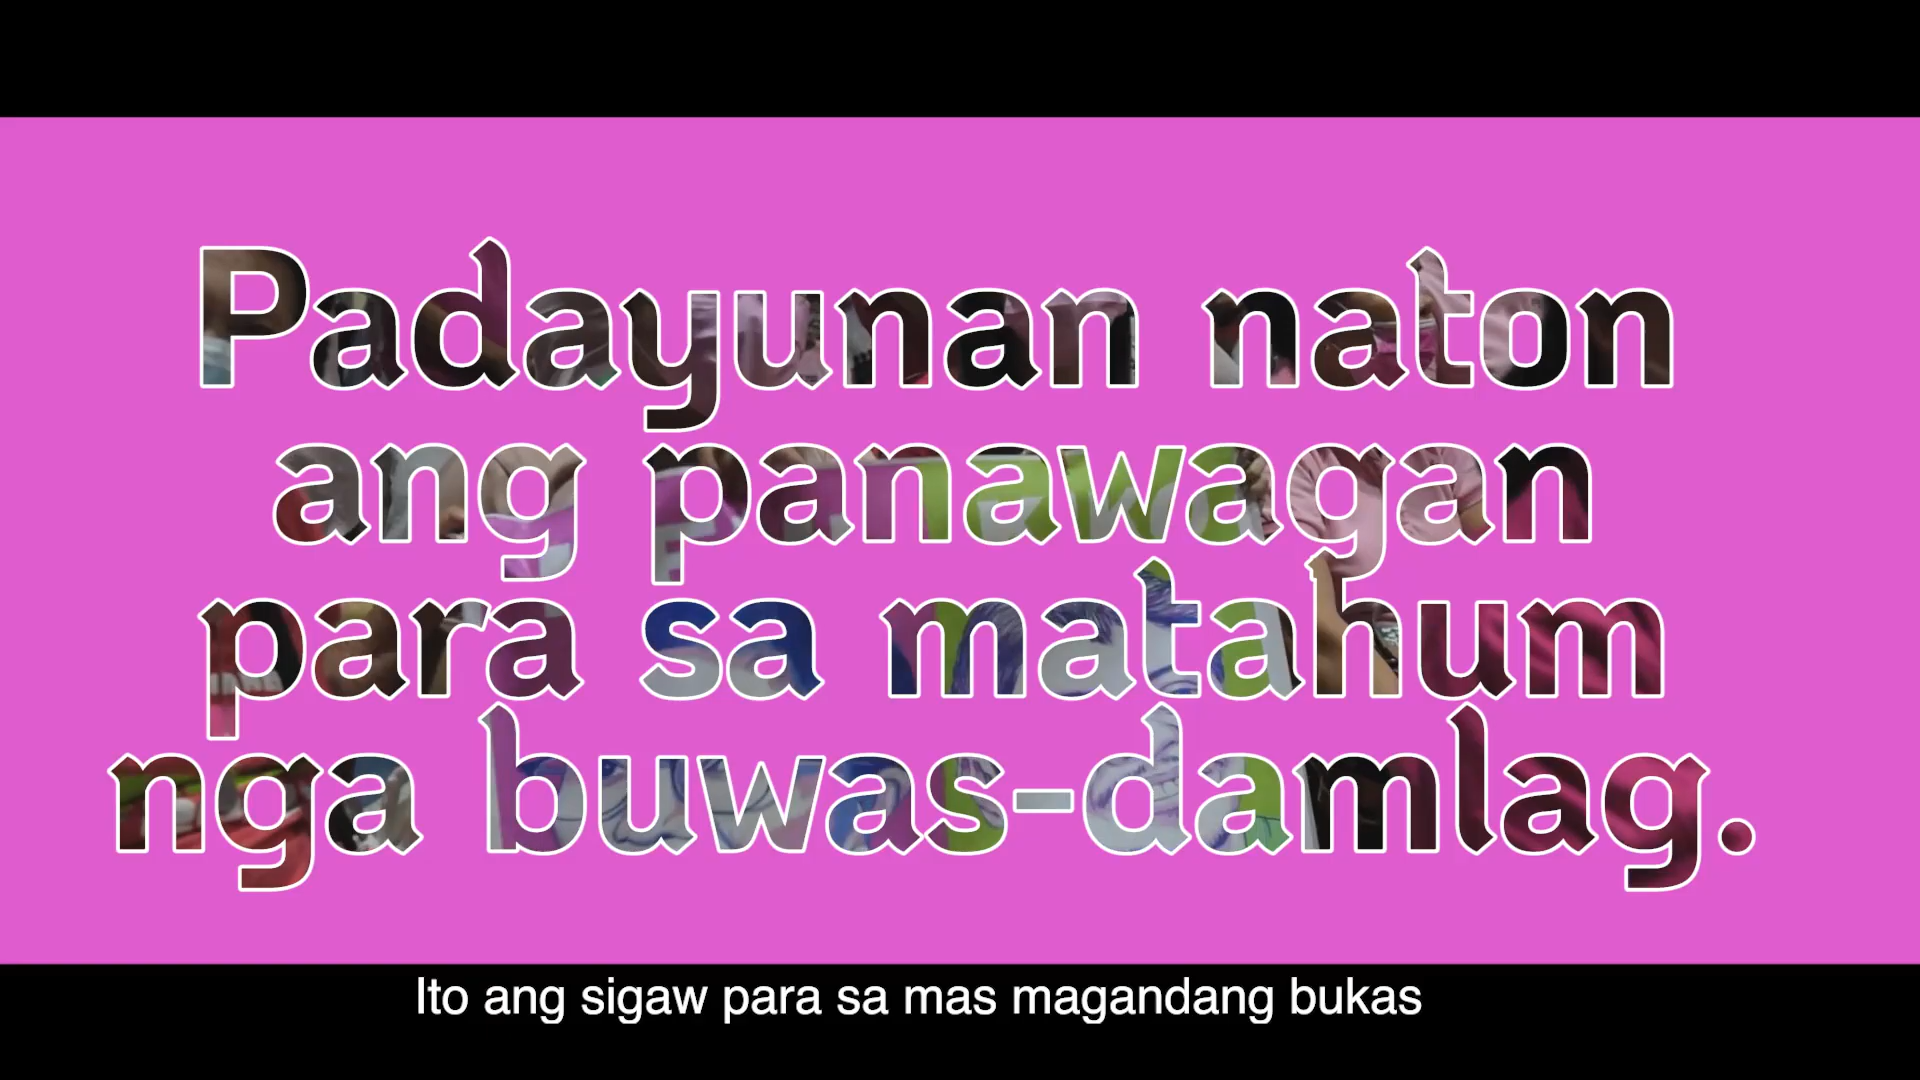 Padayunan naton
ang panawagan
para sa matahum
nga buwas-damlag.
Ito ang sigaw para sa mas magandang bukas